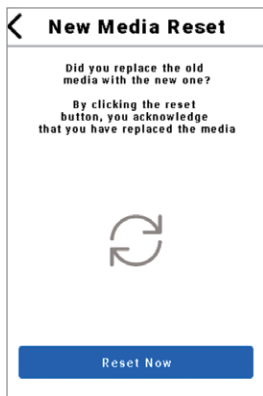 New Media Reset
Did you replace the old
media with the new one?
By clicking the reset
button, you acknowledge
that you have replaced the media
Reset Now